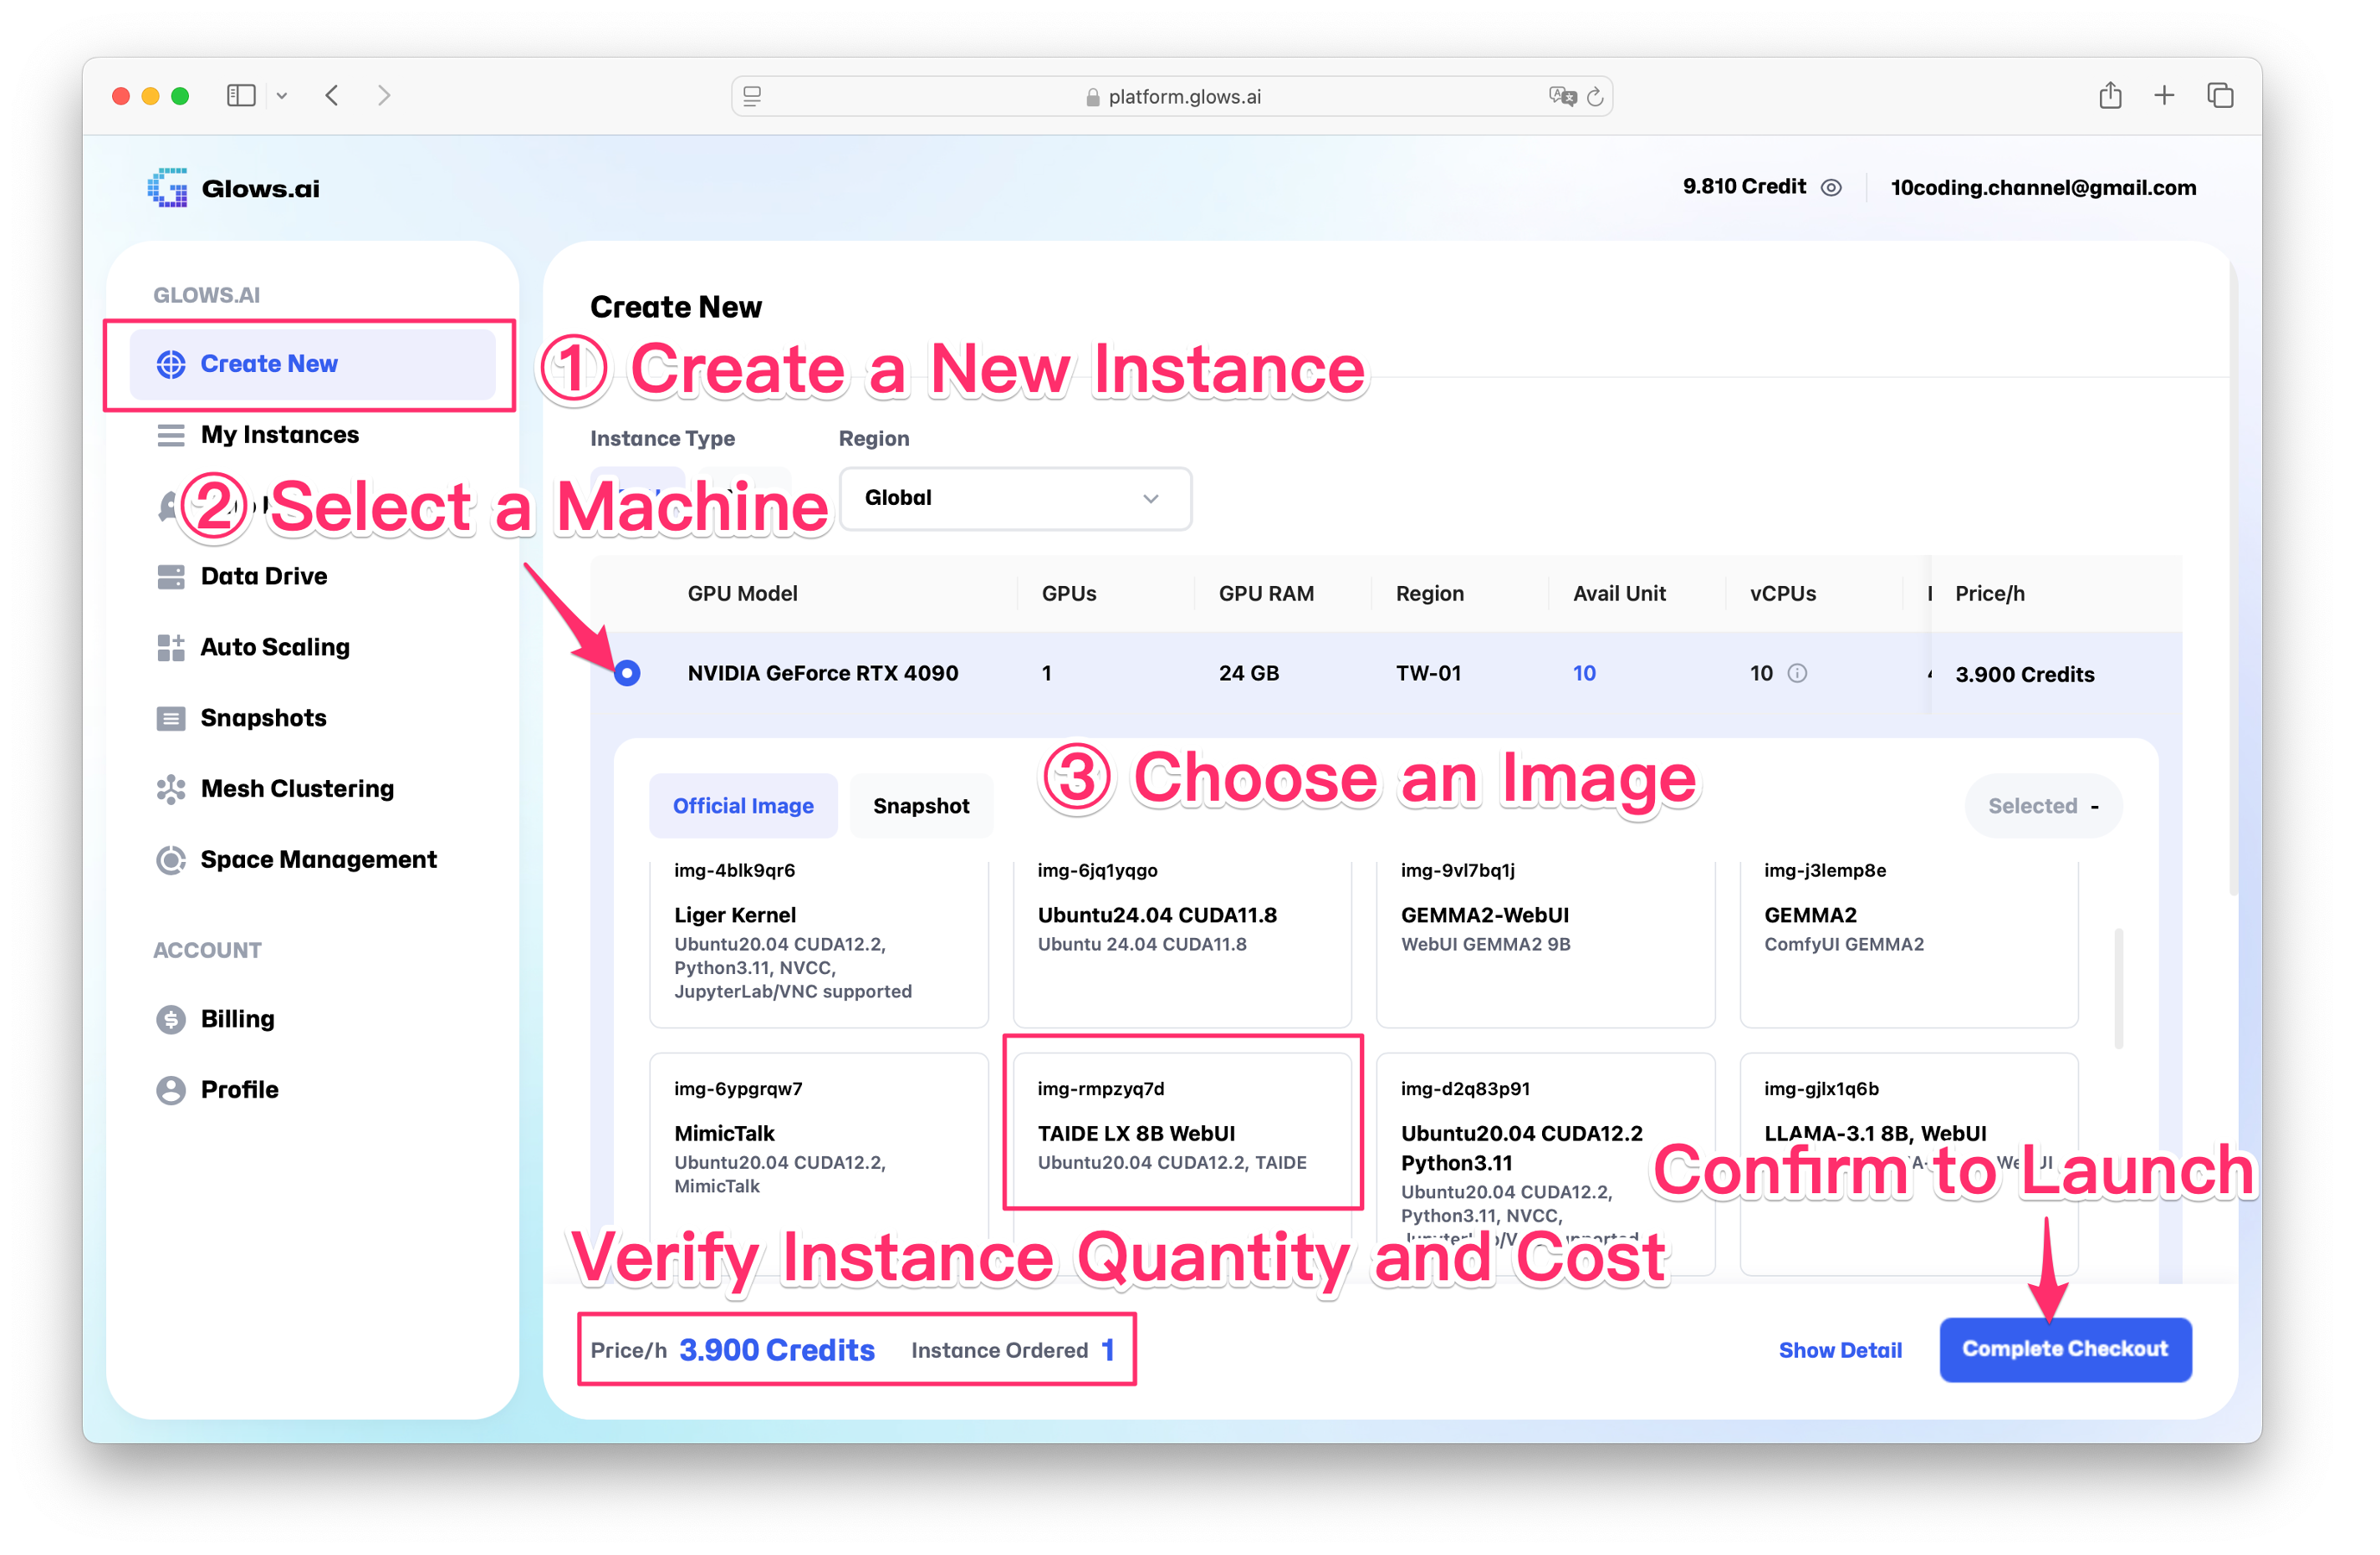 platform.glows.ai
Glows.ai
9.810 Credit
10coding.channel@gmail.com
GLOWS.AI
Create New
My Instances
Data Drive
Auto Scaling
Snapshots
Mesh Clustering
Space Management
ACCOUNT
Billing
Profile
Create New
① Create a New Instance
Instance Type
Region
② Select a Machine
Global
GPU Model GPUs GPU RAM Region Avail Unit vCPUs Price/h
NVIDIA GeForce RTX 4090 1 24 GB TW-01 10 10 3.900 Credits
③ Choose an Image
Official Image
Snapshot
Selected -
img-4blk9qr6
Liger Kernel
Ubuntu20.04 CUDA12.2,
Python3.11, NVCC,
JupyterLab/VNC supported
img-6jq1yqgo
Ubuntu24.04 CUDA11.8
Ubuntu 24.04 CUDA11.8
img-9vl7bq1j
GEMMA2-WebUI
WebUI GEMMA2 9B
img-j3lemp8e
GEMMA2
ComfyUI GEMMA2
img-6ypgrqw7
MimicTalk
Ubuntu20.04 CUDA12.2,
MimicTalk
img-rmpzyq7d
TAIDE LX 8B WebUI
Ubuntu20.04 CUDA12.2, TAIDE
img-d2q83p91
Ubuntu20.04 CUDA12.2
Python3.11
Ubuntu20.04 CUDA12.2,
Python3.11, NVCC,
img-gjlx1q6b
LLAMA-3.1 8B, WebUI
Confirm to Launch
Verify Instance Quantity and Cost
Price/h 3.900 Credits
Instance Ordered 1
Show Detail
Complete Checkout